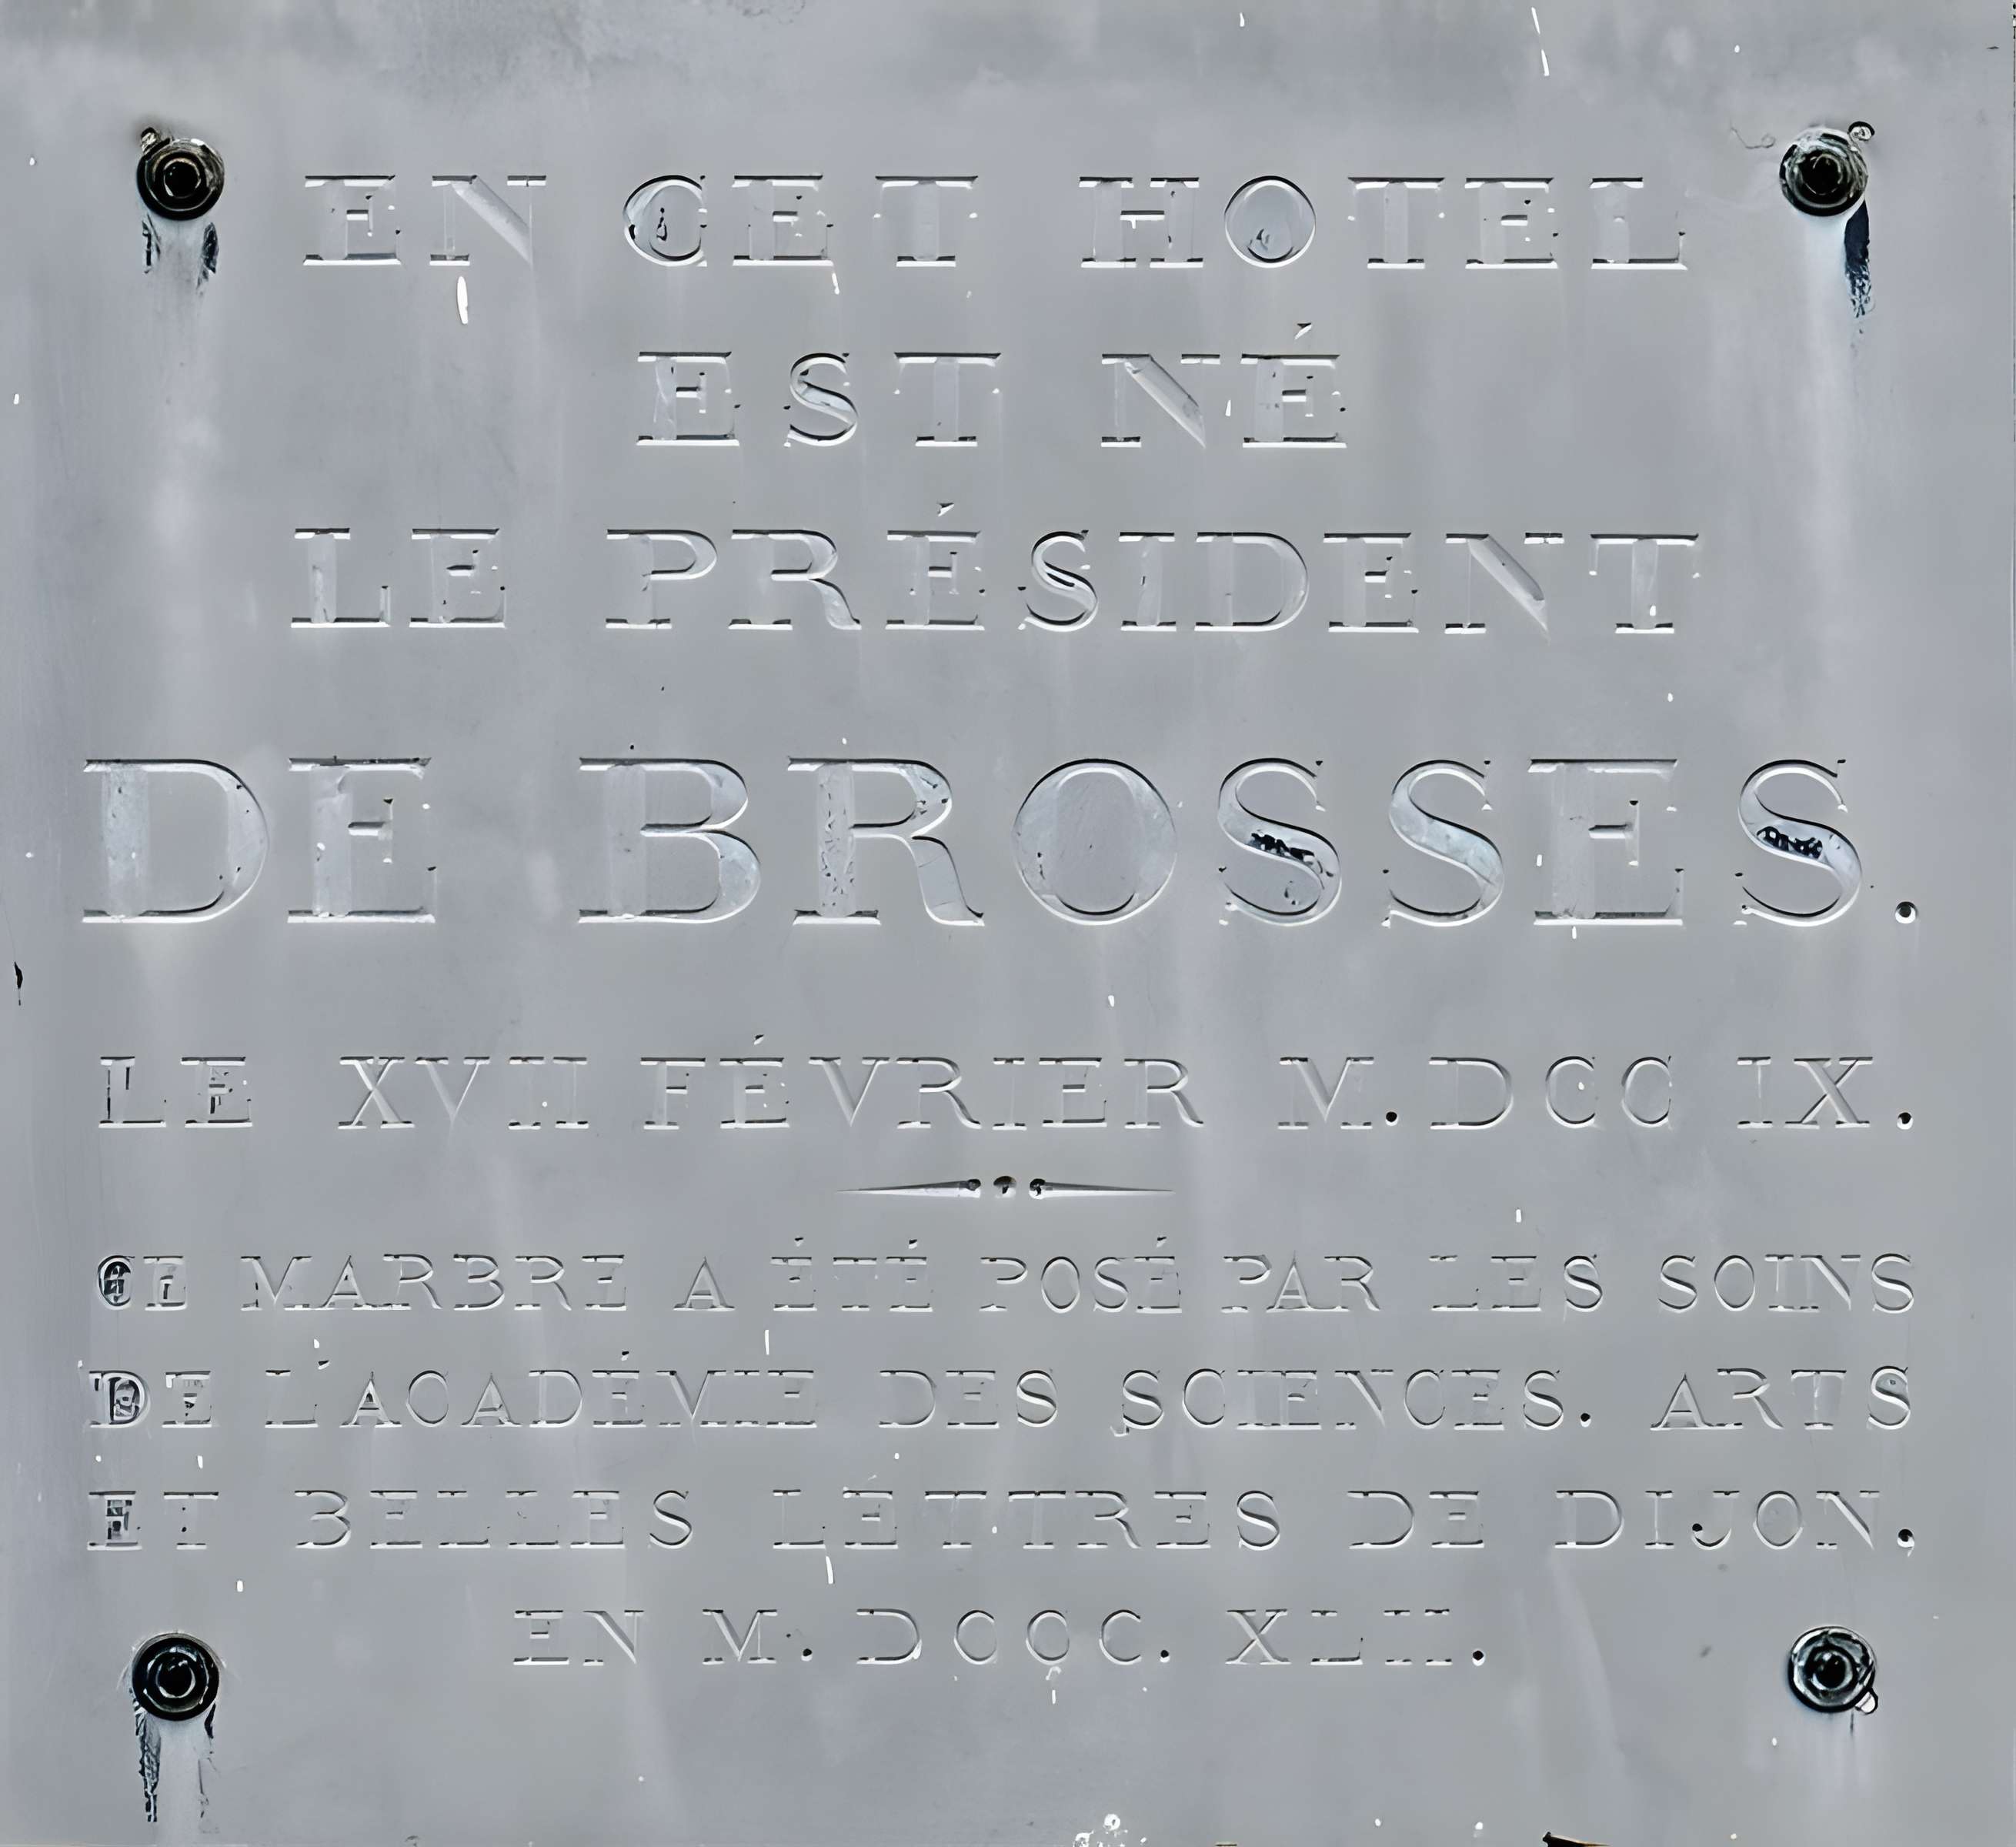 EN CET HOTEL
EST NÉ
LE PRÉSIDENT
DE BROSSES.
LE XVII FÉVRIER M.DCC IX.
CE MARBRE A ÉTÉ POSÉ PAR LES SOINS
DE L'ACADÉMIE DES SCIENCES. ARTS
ET BELLES LETTRES DE DIJON.
EN M. DCCC. XLII.